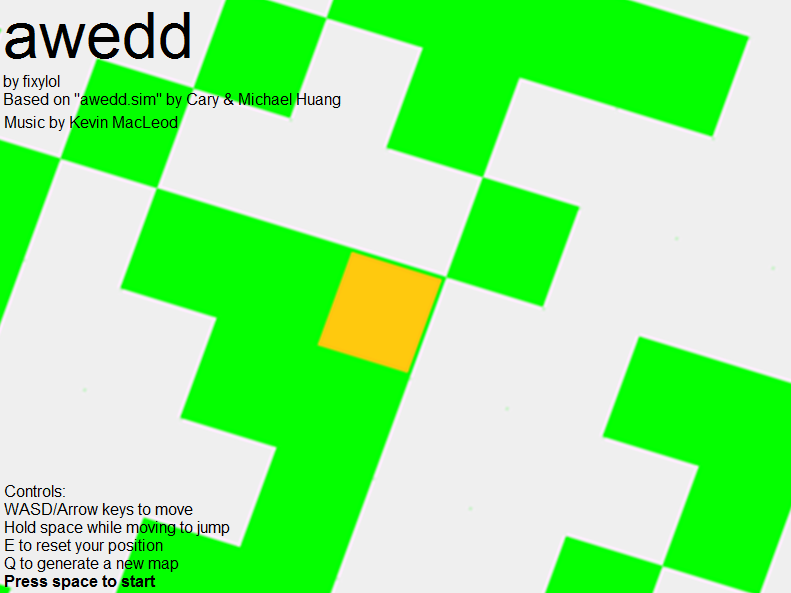 awedd
by fixylol
Based on "awedd.sim" by Cary & Michael Huang
Music by Kevin MacLeod
Controls:
WASD/Arrow keys to move
Hold space while moving to jump
E to reset your position
Q to generate a new map
Press space to start